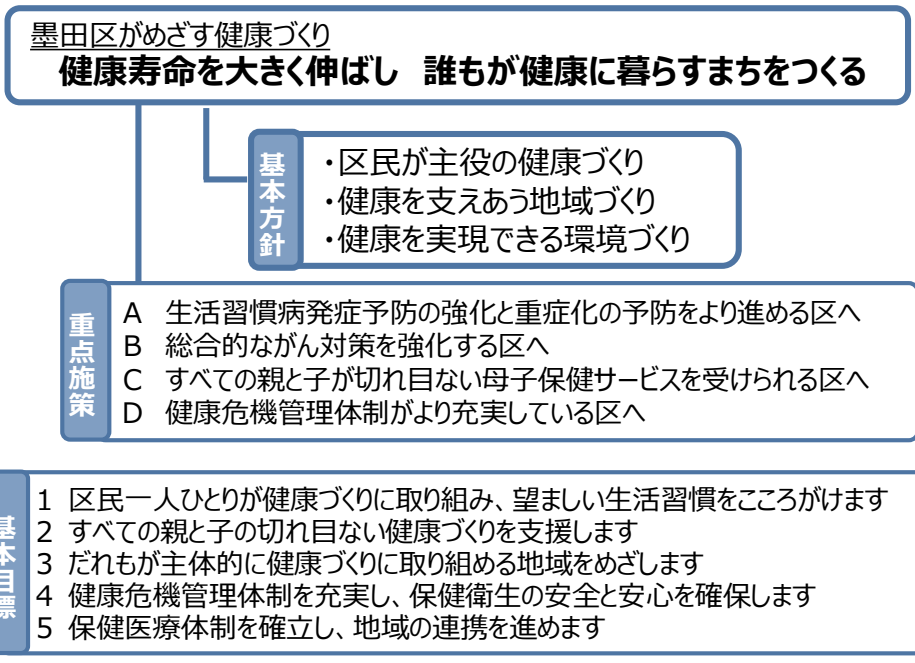 墨田区がめざす健康づくり
健康寿命を大きく伸ばし 誰もが健康に暮らすまちをつくる
基本方針
・区民が主役の健康づくり
・健康を支えあう地域づくり
・健康を実現できる環境づくり
重点施策
A 生活習慣病発症予防の強化と重症化の予防をより進める区へ
B 総合的ながん対策を強化する区へ
C すべての親と子が切れ目ない母子保健サービスを受けられる区へ
D 健康危機管理体制がより充実している区へ
基本目標
1 区民一人ひとりが健康づくりに取り組み、望ましい生活習慣をこころがけます
2 すべての親と子の切れ目ない健康づくりを支援します
3 だれもが主体的に健康づくりに取り組める地域をめざします
4 健康危機管理体制を充実し、保健衛生の安全と安心を確保します
5 保健医療体制を確立し、地域の連携を進めます